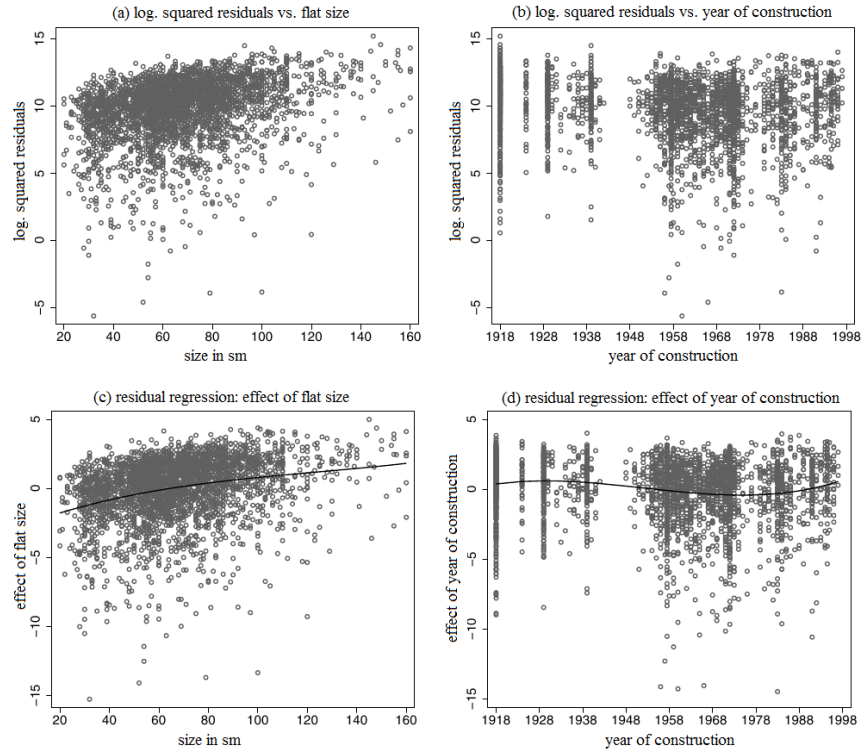 (a) log. squared residuals vs. flat size
log. squared residuals
15
10
5
0
−5
20 40 60 80 100 120 140 160
size in sm
(b) log. squared residuals vs. year of construction
log. squared residuals
15
10
5
0
−5
1918 1928 1938 1948 1958 1968 1978 1988 1998
year of construction
(c) residual regression: effect of flat size
effect of flat size
5
0
−5
−10
−15
20 40 60 80 100 120 140 160
size in sm
(d) residual regression: effect of year of construction
effect of year of construction
5
0
−5
−10
−15
1918 1928 1938 1948 1958 1968 1978 1988 1998
year of construction